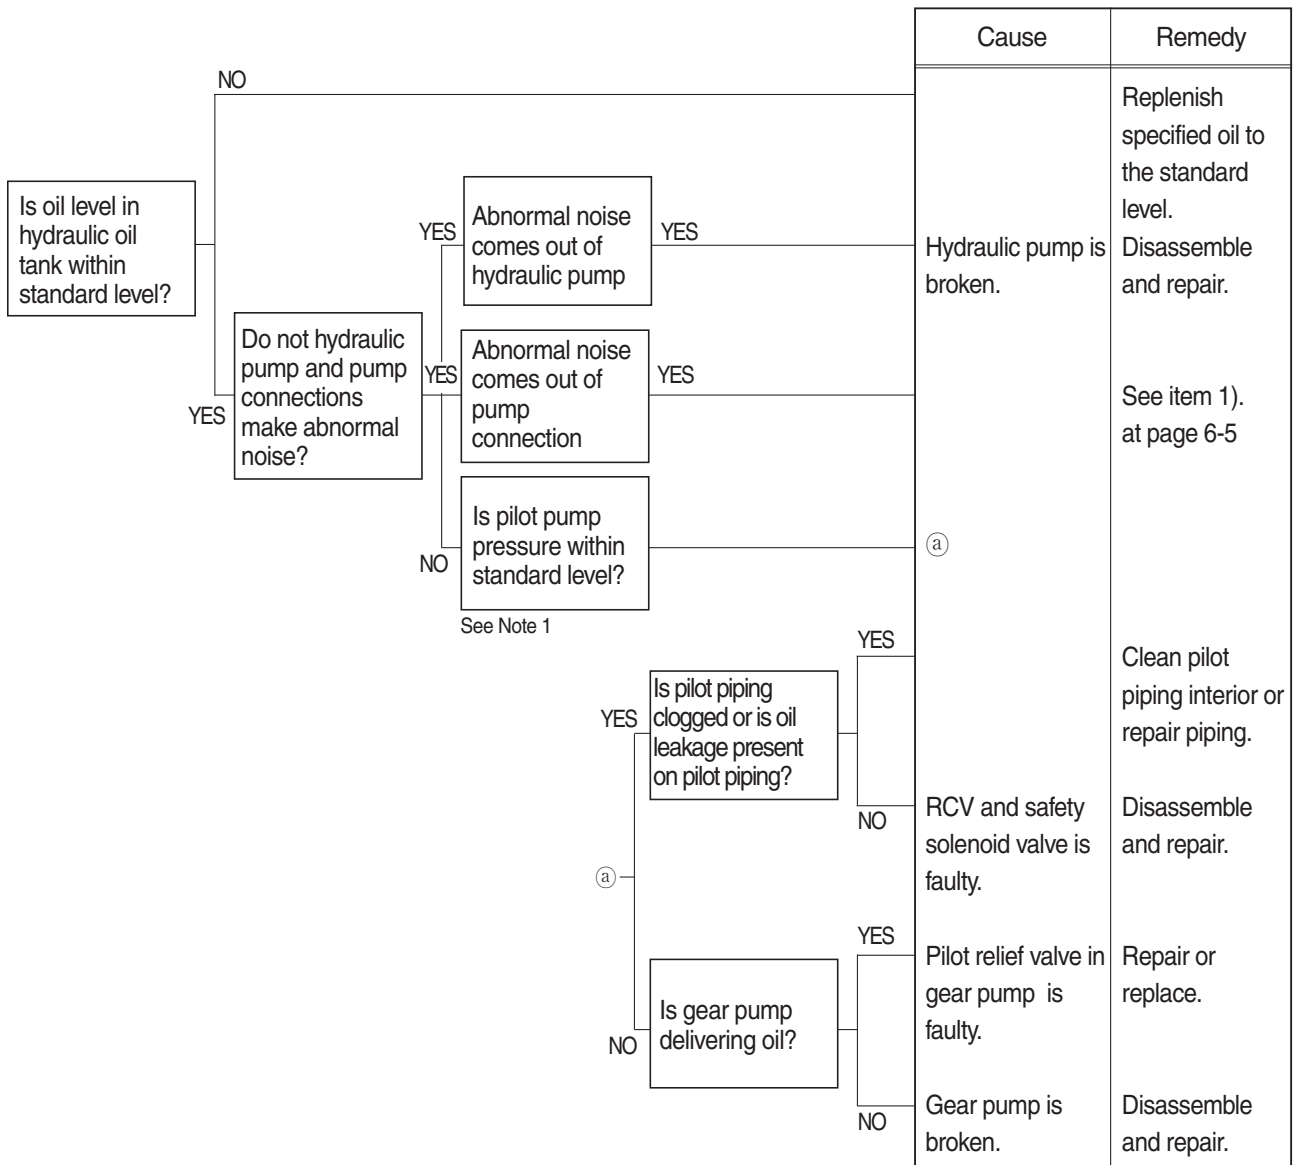 Cause
Remedy
NO
Replenish
specified oil to
the standard
level.
Is oil level in
hydraulic oil
tank within
standard level?
YES
Abnormal noise
comes out of
hydraulic pump
YES
Hydraulic pump is
broken.
Disassemble
and repair.
YES
Do not hydraulic
pump and pump
connections
make abnormal
noise?
YES
Abnormal noise
comes out of
pump
connection
YES
See item 1).
at page 6-5
NO
Is pilot pump
pressure within
standard level?
See Note 1
ⓐ
YES
Is pilot piping
clogged or is oil
leakage present
on pilot piping?
YES
Clean pilot
piping interior or
repair piping.
NO
RCV and safety
solenoid valve is
faulty.
Disassemble
and repair.
ⓐ
NO
Is gear pump
delivering oil?
YES
Pilot relief valve in
gear pump is
faulty.
Repair or
replace.
NO
Gear pump is
broken.
Disassemble
and repair.